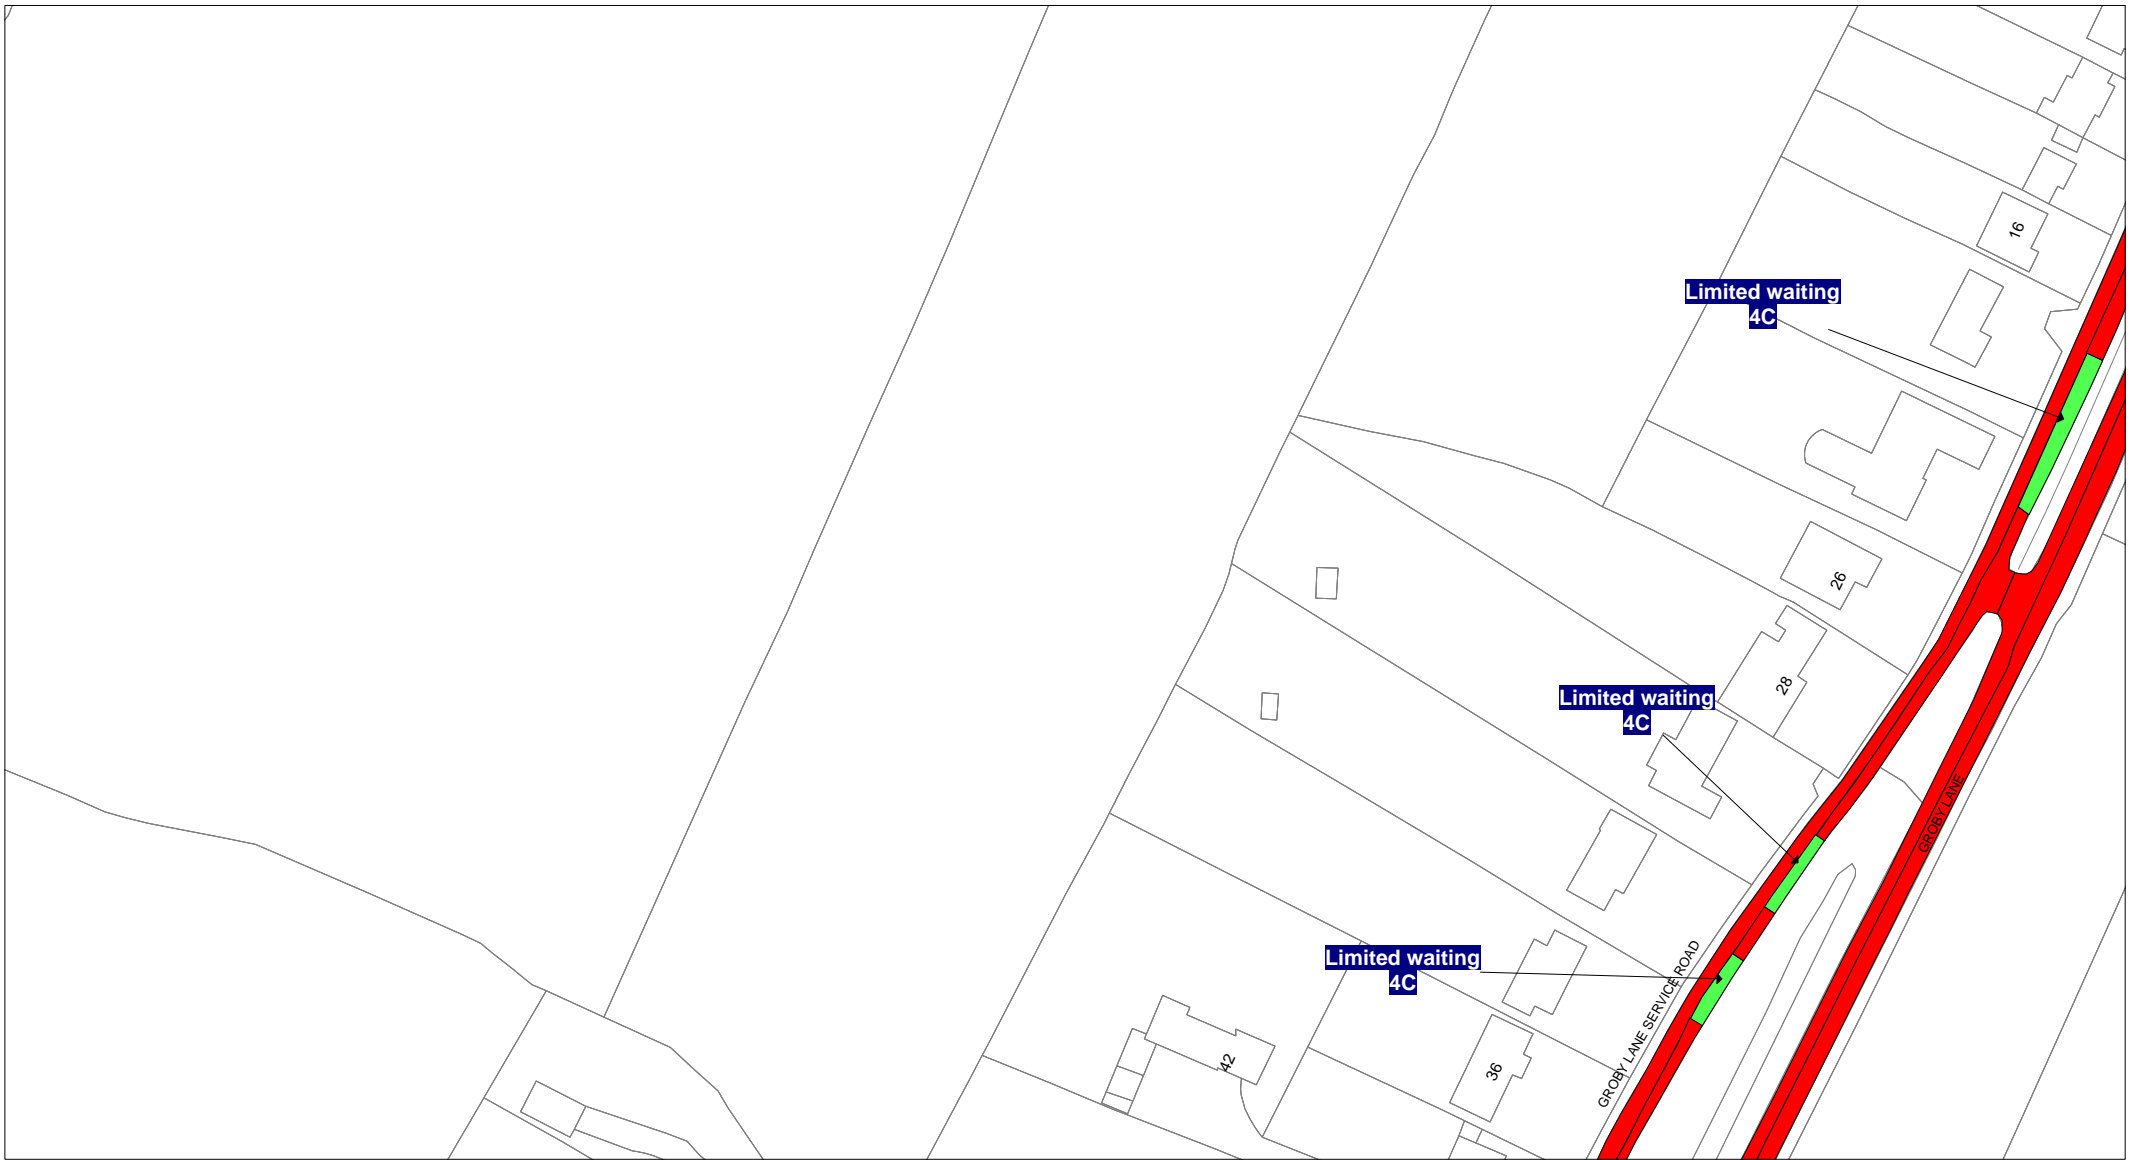 16
Limited waiting
4C
26
28
Limited waiting
4C
GROBY LANE
Limited waiting
4C
GROBY LANE SERVICE ROAD
42
36